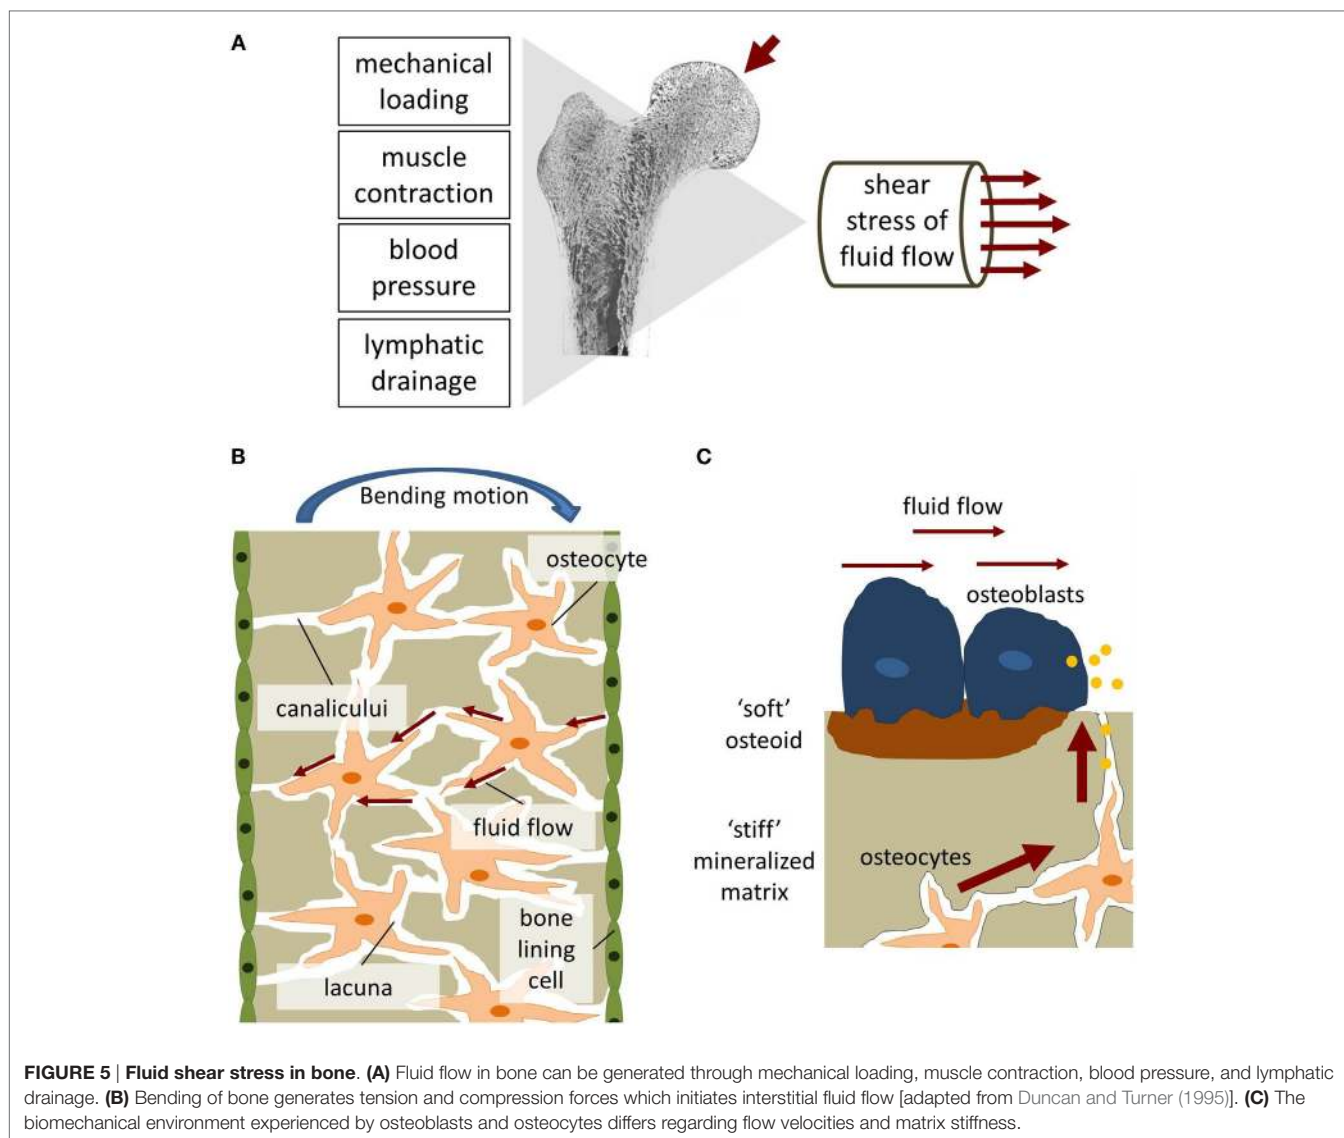 A
mechanical
loading
muscle
contraction
blood
pressure
lymphatic
drainage
shear
stress of
fluid flow
B
Bending motion
osteocyte
canalicului
fluid flow
bone
lining
cell
lacuna
C
fluid flow
osteoblasts
'soft'
osteoid
'stiff'
mineralized
matrix
osteocytes
FIGURE 5 | Fluid shear stress in bone. (A) Fluid flow in bone can be generated through mechanical loading, muscle contraction, blood pressure, and lymphatic
drainage. (B) Bending of bone generates tension and compression forces which initiates interstitial fluid flow [adapted from Duncan and Turner (1995)]. (C) The
biomechanical environment experienced by osteoblasts and osteocytes differs regarding flow velocities and matrix stiffness.